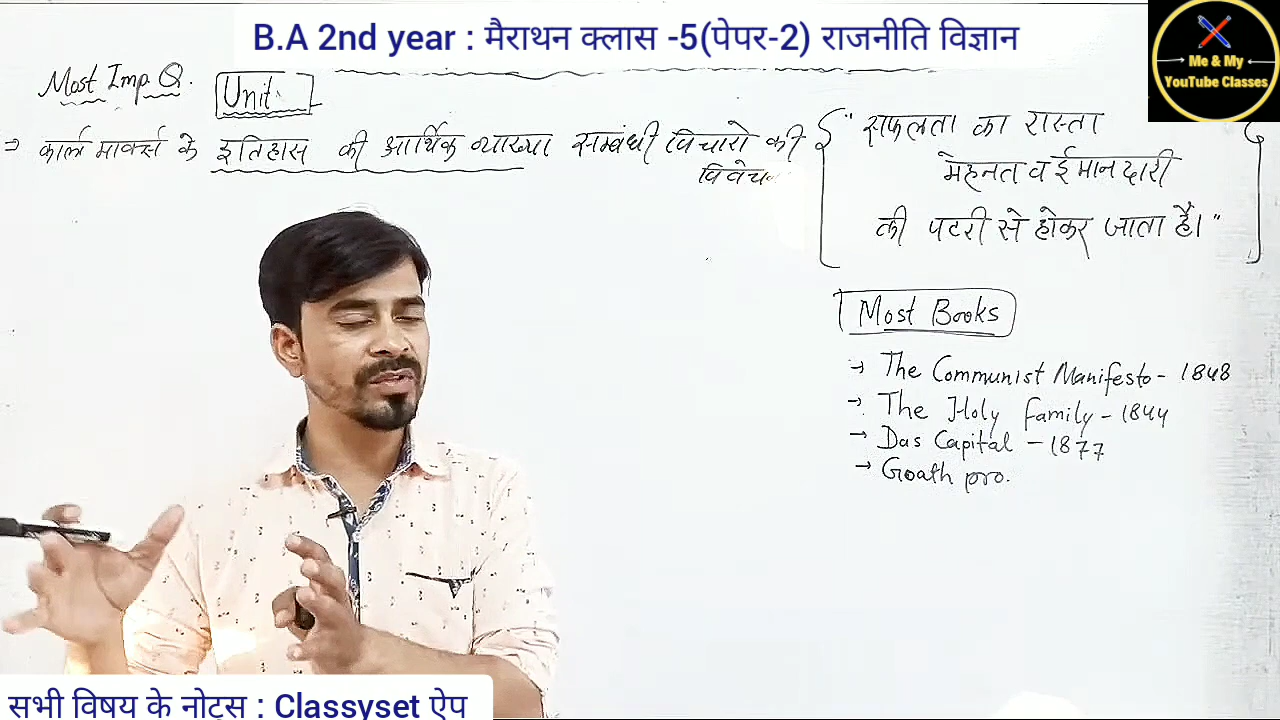 B.A 2nd year : मैराथन क्लास -5(पेपर-2) राजनीति विज्ञान
Me & My
YouTube Classes
Most Imp Q.
Unit
⇒ कार्ल मार्क्स के इतिहास की आर्थिक व्याख्या सम्बंधी विचारो की
विवेच
"सफलता का रास्ता
मेहनत व ईमानदारी
की पटरी से होकर जाता है।"
Most Books
→ The Communist Manifesto - 1848
→ The Holy family - 1844
→ Das Capital - 1877
→ Goath pro.
सभी विषय के नोट्स : Classyset ऐप